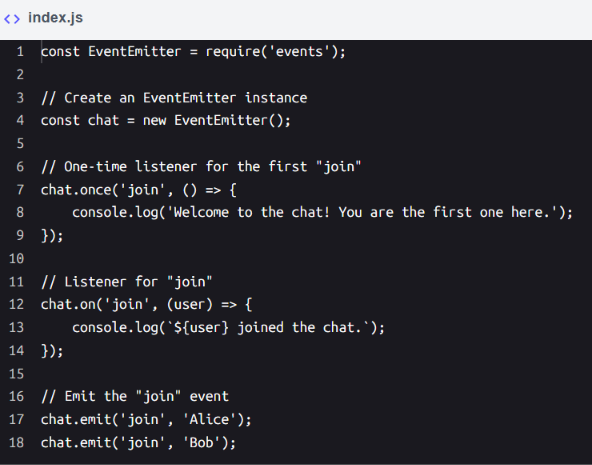 <> index.js
1 const EventEmitter = require('events');
2
3 // Create an EventEmitter instance
4 const chat = new EventEmitter();
5
6 // One-time listener for the first "join"
7 chat.once('join', () => {
8     console.log('Welcome to the chat! You are the first one here.');
9 });
10
11 // Listener for "join"
12 chat.on('join', (user) => {
13     console.log(`${user} joined the chat.`);
14 });
15
16 // Emit the "join" event
17 chat.emit('join', 'Alice');
18 chat.emit('join', 'Bob');